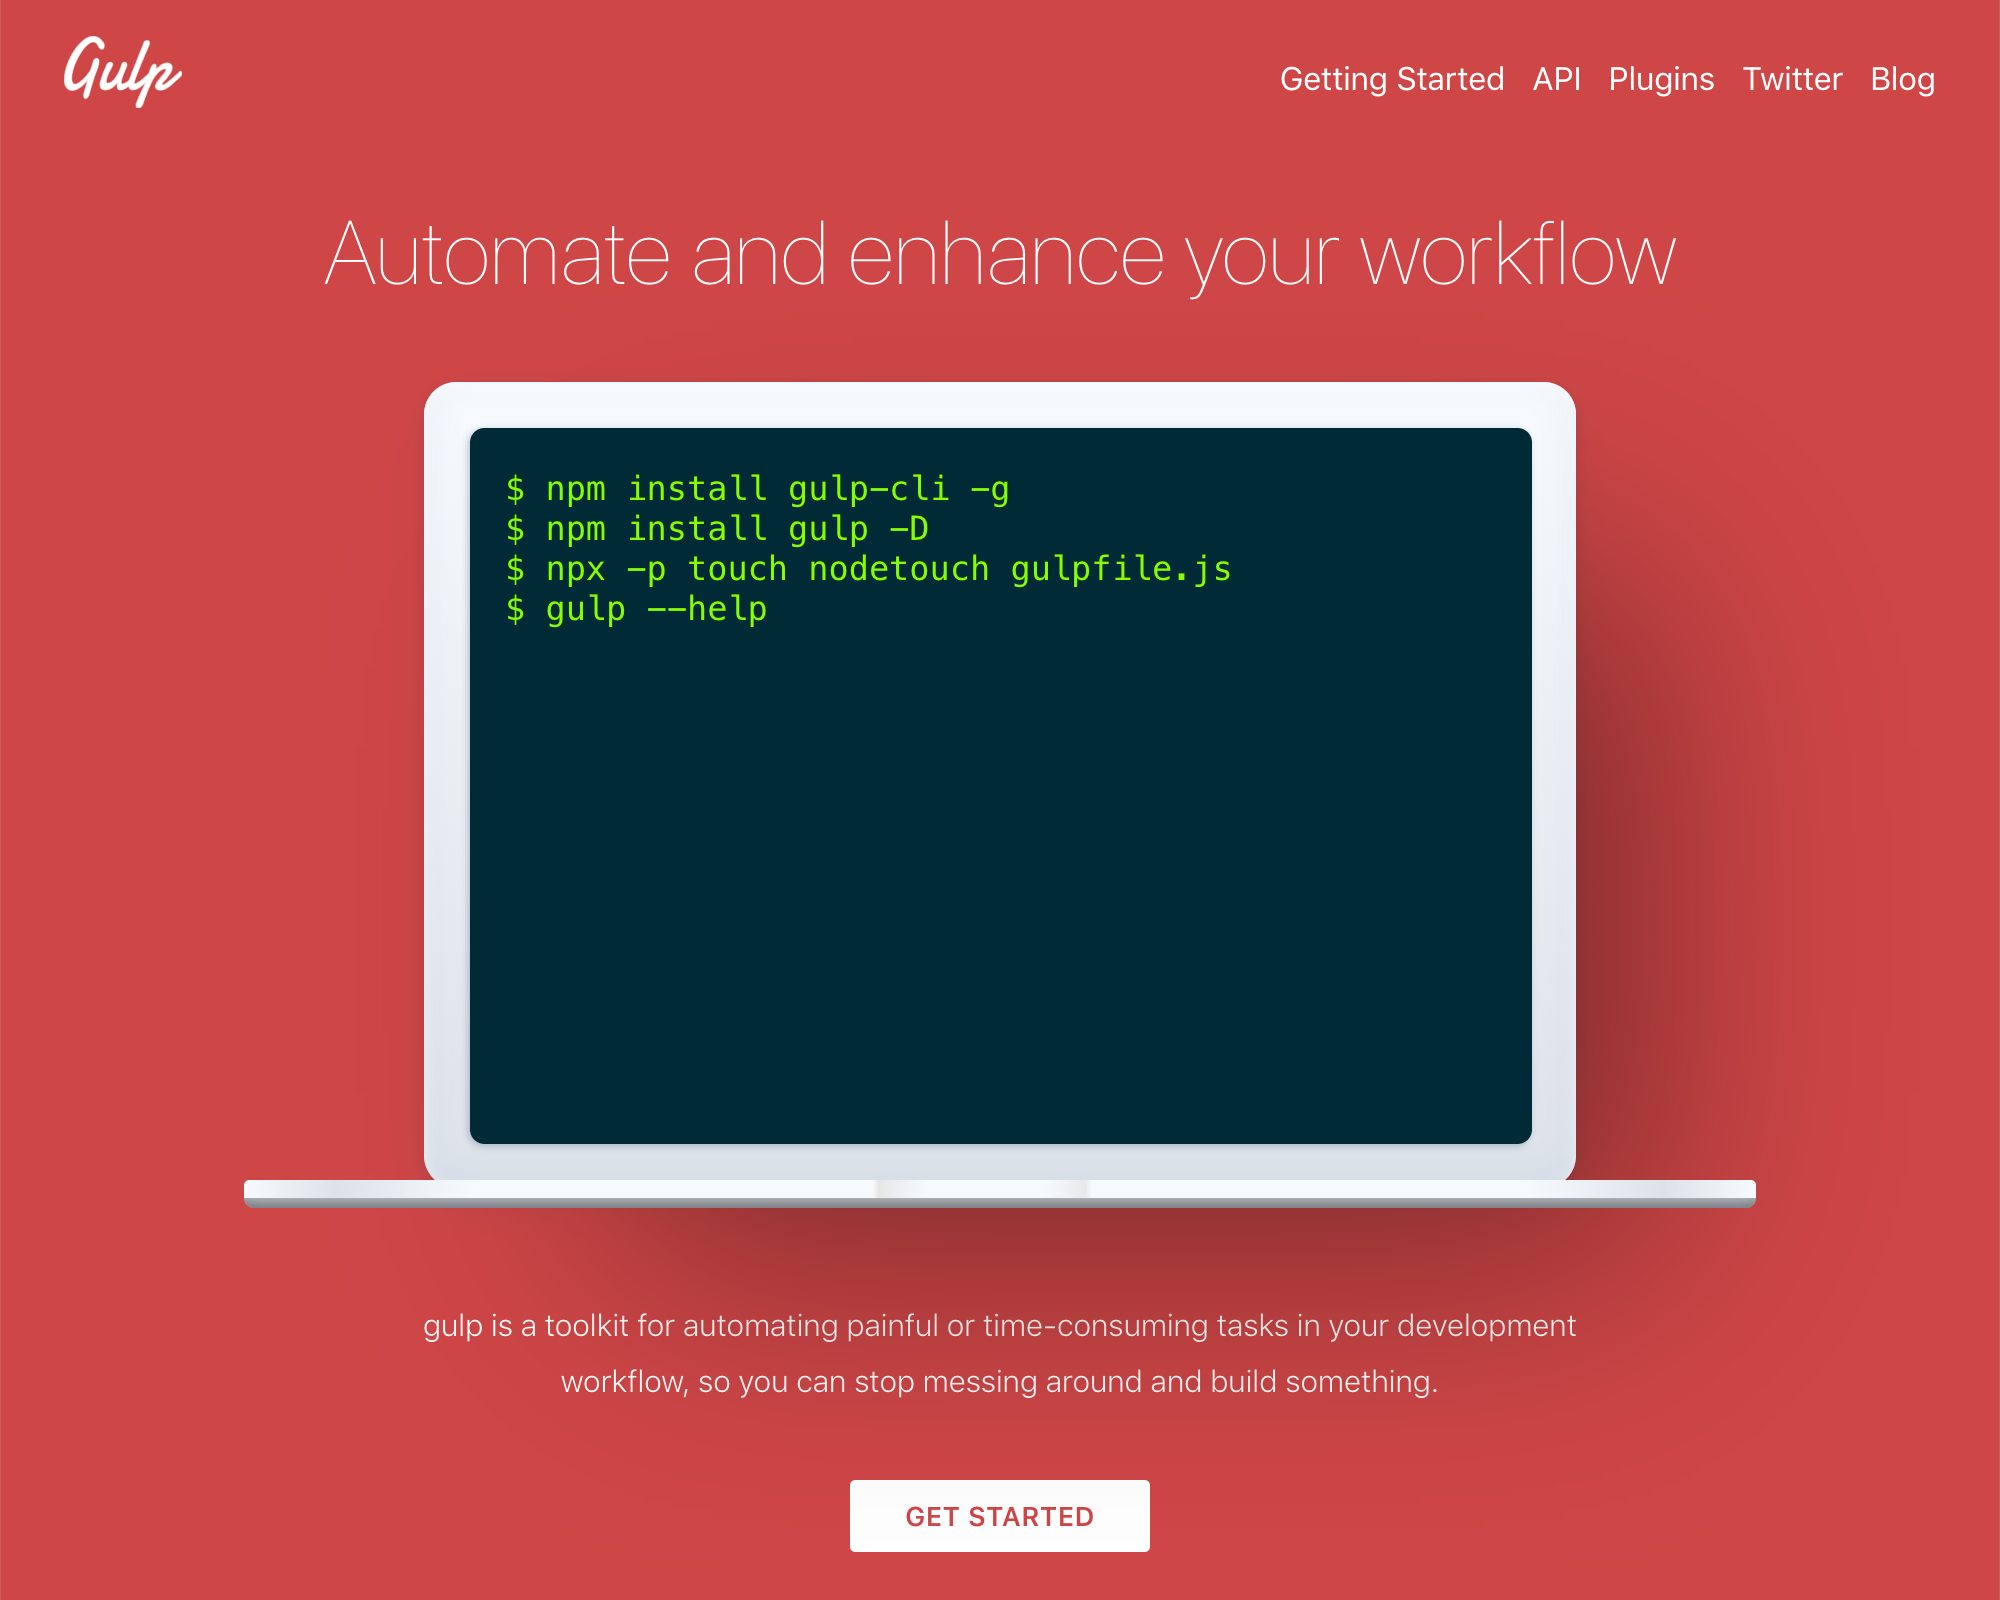 Gulp
Getting Started API Plugins Twitter Blog
Automate and enhance your workflow
$ npm install gulp-cli -g
$ npm install gulp -D
$ npx -p touch nodetouch gulpfile.js
$ gulp --help
gulp is a toolkit for automating painful or time-consuming tasks in your development
workflow, so you can stop messing around and build something.
GET STARTED